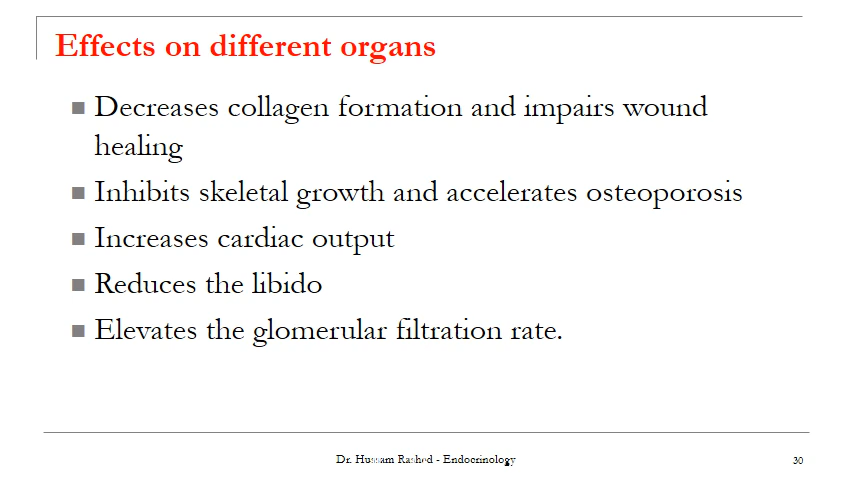 Effects on different organs
Decreases collagen formation and impairs wound
healing
Inhibits skeletal growth and accelerates osteoporosis
Increases cardiac output
Reduces the libido
Elevates the glomerular filtration rate.
Dr. Hussam Rashed - Endocrinology
30